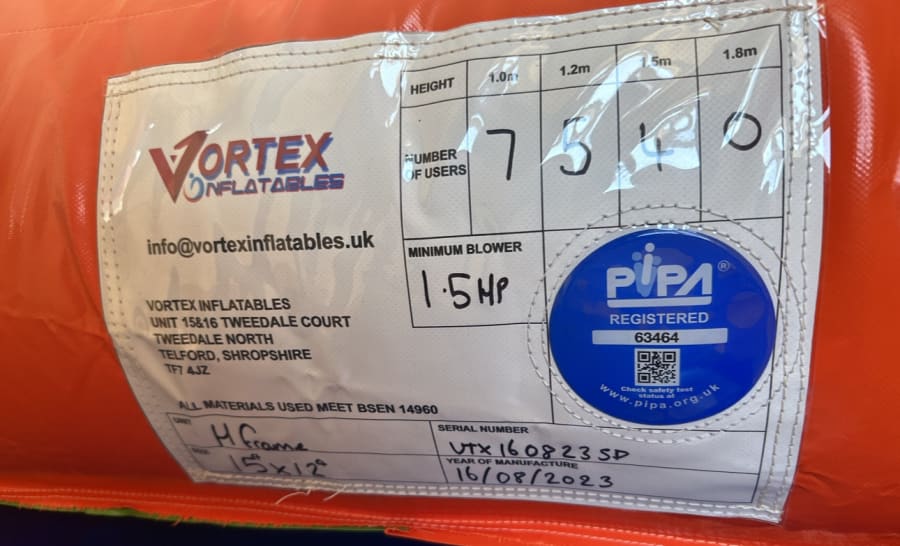 VORTEX
INFLATABLES
info@vortexinflatables.uk
VORTEX INFLATABLES
UNIT 15&16 TWEEDALE COURT
TWEEDALE NORTH
TELFORD, SHROPSHIRE
TF7 4JZ
ALL MATERIALS USED MEET BSEN 14960
HEIGHT 1.0m 1.2m 1.5m 1.8m
NUMBER
OF USERS 7 5 4 0
MINIMUM BLOWER
1.5HP
PiPA®
REGISTERED
63464
Check safety test
status at
www.pipa.org.uk
UNIT H Frame
15 x 12
SERIAL NUMBER
VTX160823SD
YEAR OF MANUFACTURE
16/08/2023